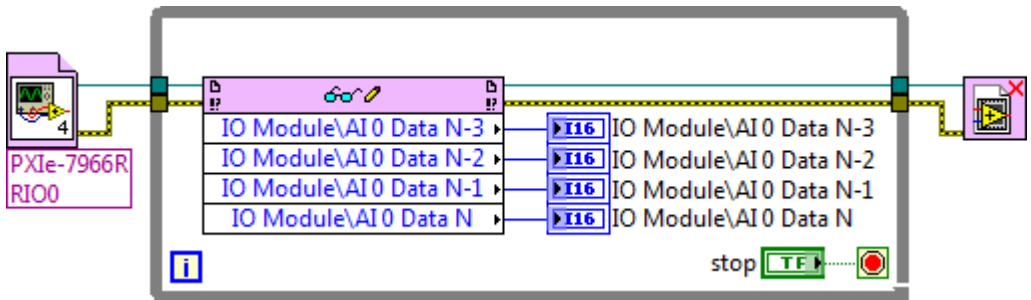 4
PXIe-7966R
RIO0
IO Module\AI 0 Data N-3
I16
IO Module\AI 0 Data N-3
IO Module\AI 0 Data N-2
I16
IO Module\AI 0 Data N-2
IO Module\AI 0 Data N-1
I16
IO Module\AI 0 Data N-1
IO Module\AI 0 Data N
I16
IO Module\AI 0 Data N
i
stop
TF
!?
!?